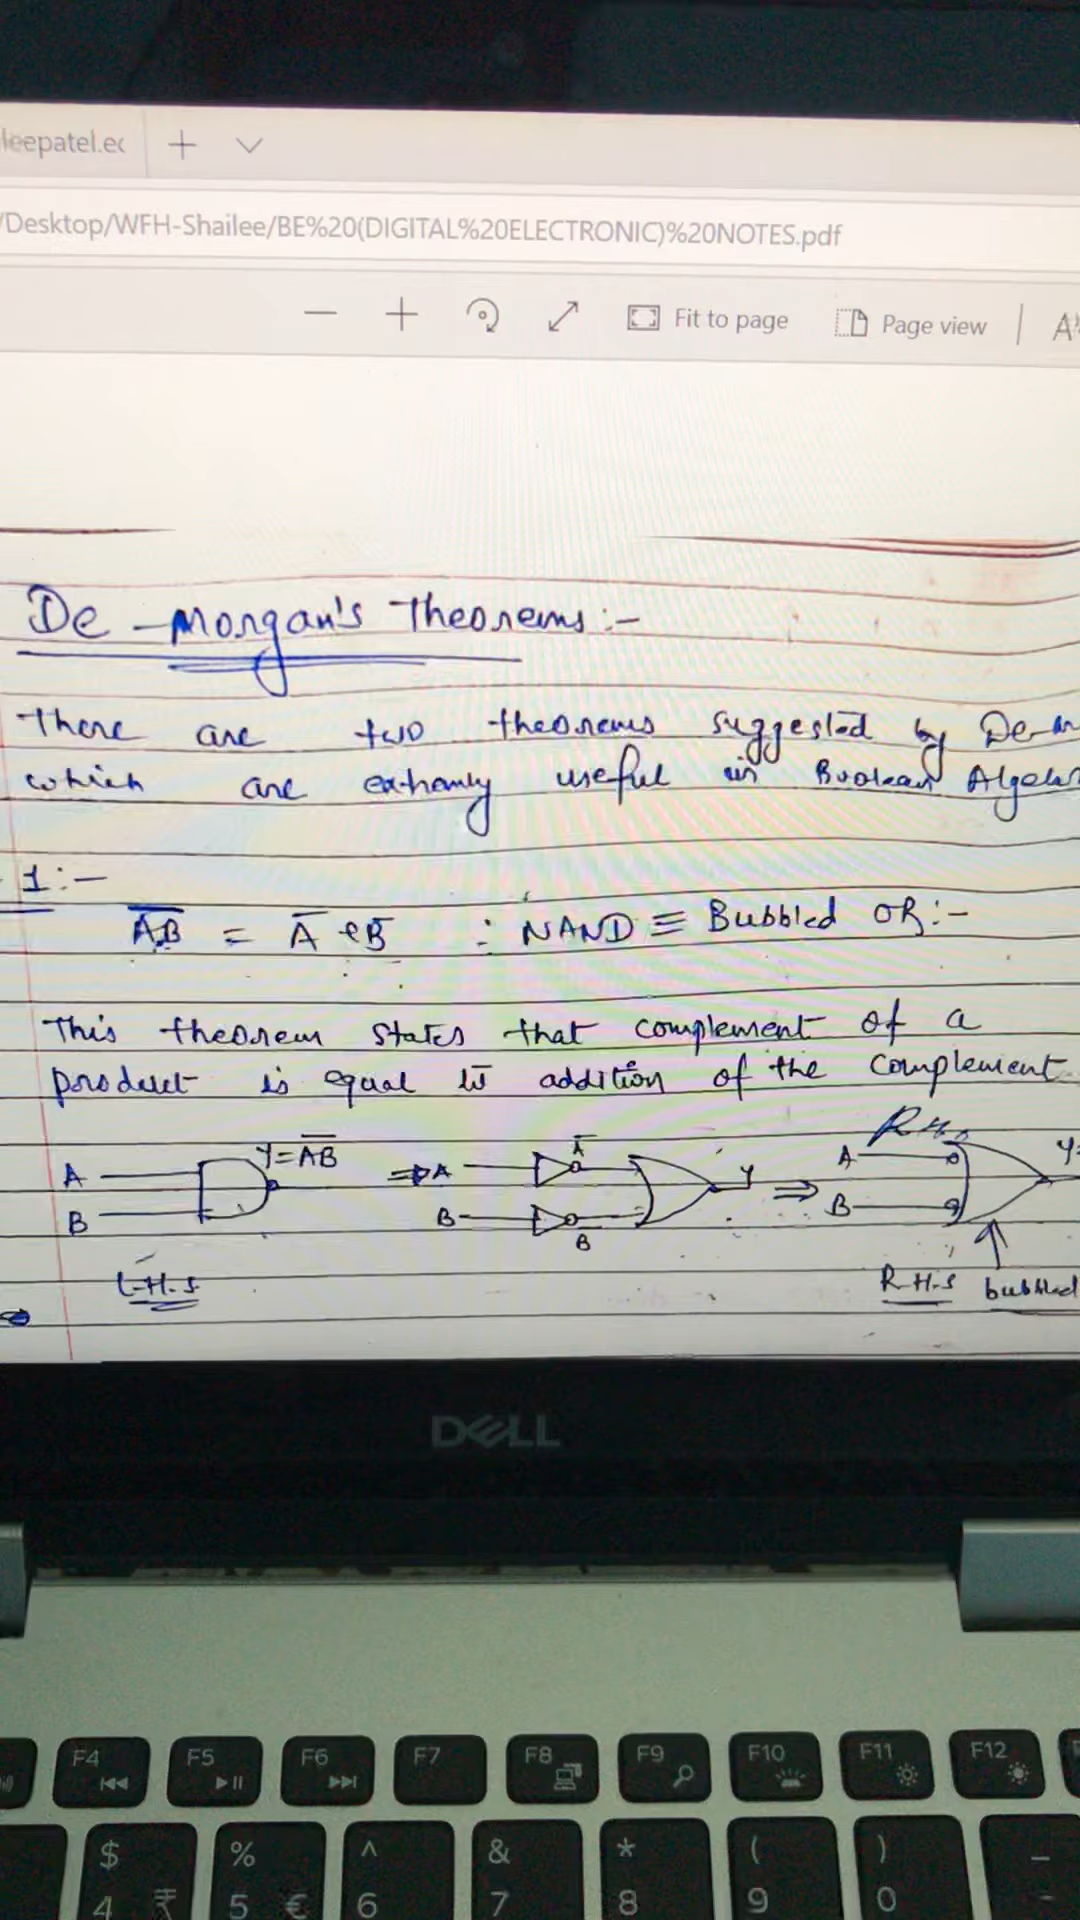 leepatel.ec
/Desktop/WFH-Shailee/BE%20(DIGITAL%20ELECTRONIC)%20NOTES.pdf
Fit to page Page view
De-Morgan's Theorems:-
There are two theorems suggested by De-
which are useful in Boolean
1:-
A̅B̅ = A̅ B̅ : NAND ≡ Bubbled OR:-
This theorem states that complement of a
product is equal to addition of the complement
A Y=A̅B̅ ⇒ A A̅ Y ⇒ A Y=
B B B B
L.H.S R.H.S bubbled
DELL
F4 F5 F6 F7 F8 F9 F10 F11 F12
$ % ^ & * ( ) _
4 ₹ 5 € 6 7 8 9 0 -